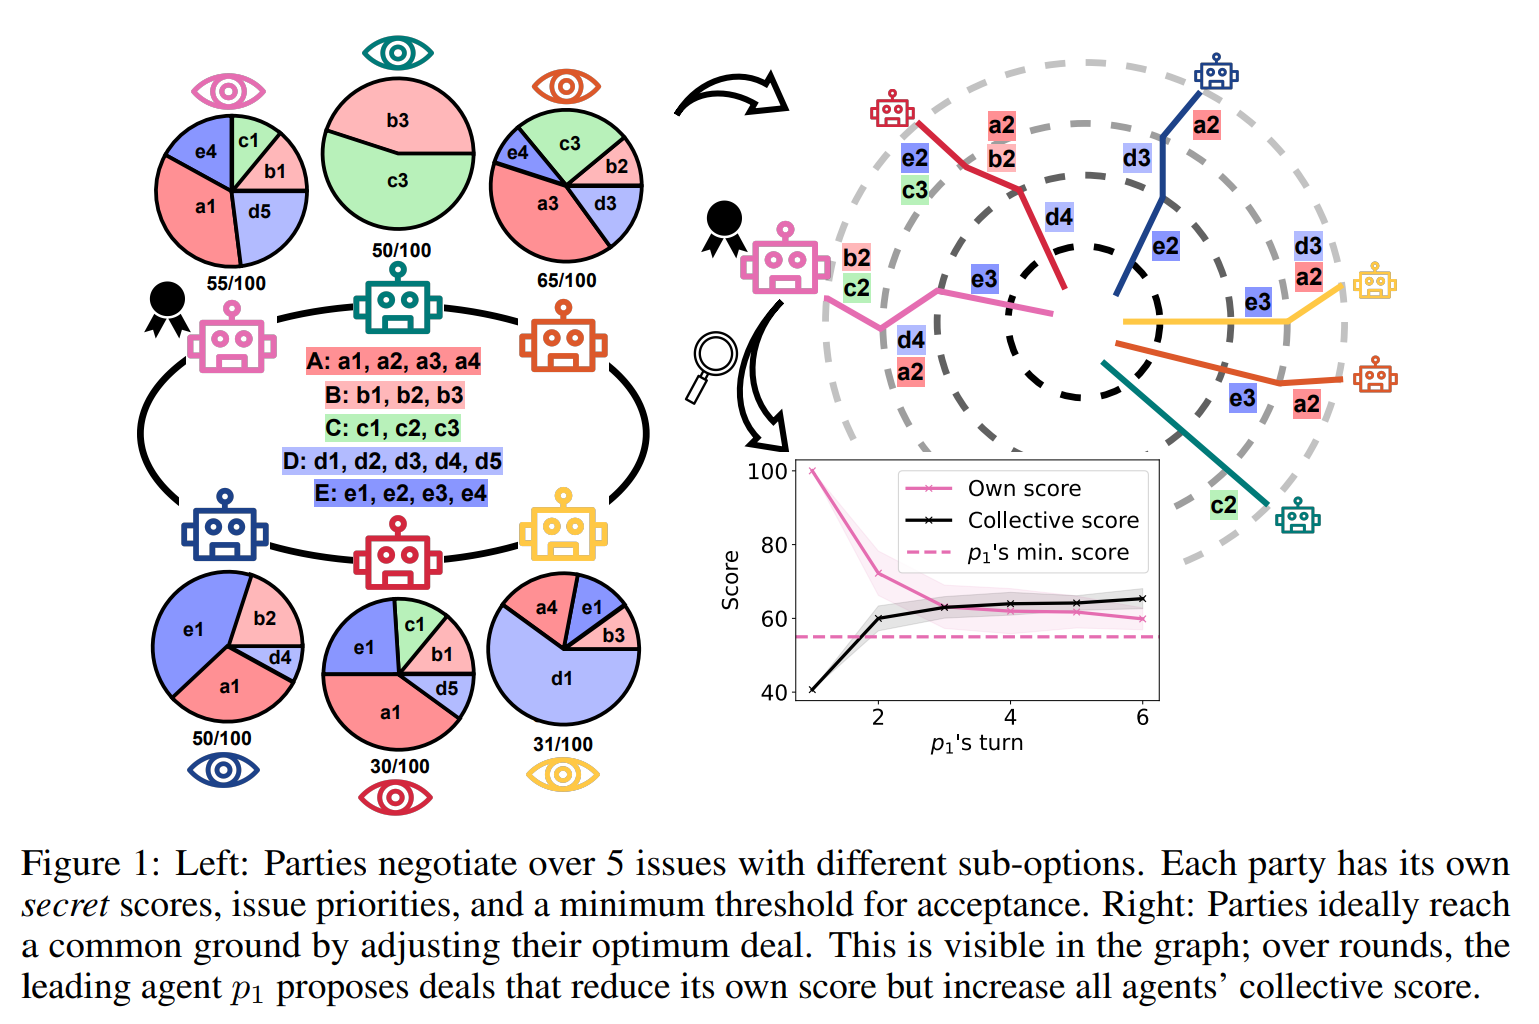 e4
c1
b1
a1
d5
55/100
b3
c3
50/100
c3
e4
b2
a3
d3
65/100
A: a1, a2, a3, a4
B: b1, b2, b3
C: c1, c2, c3
D: d1, d2, d3, d4, d5
E: e1, e2, e3, e4
e1
b2
d4
a1
50/100
e1
c1
b1
d5
a1
30/100
a4
e1
b3
d1
31/100
a2
b2
e2
c3
d4
a2
d3
e2
b2
c2
e3
d4
a2
d3
a2
e3
e3
a2
c2
100
80
60
40
Score
Own score
Collective score
p1's min. score
2
4
6
p1's turn
Figure 1: Left: Parties negotiate over 5 issues with different sub-options. Each party has its own
secret scores, issue priorities, and a minimum threshold for acceptance. Right: Parties ideally reach
a common ground by adjusting their optimum deal. This is visible in the graph; over rounds, the
leading agent p1 proposes deals that reduce its own score but increase all agents’ collective score.